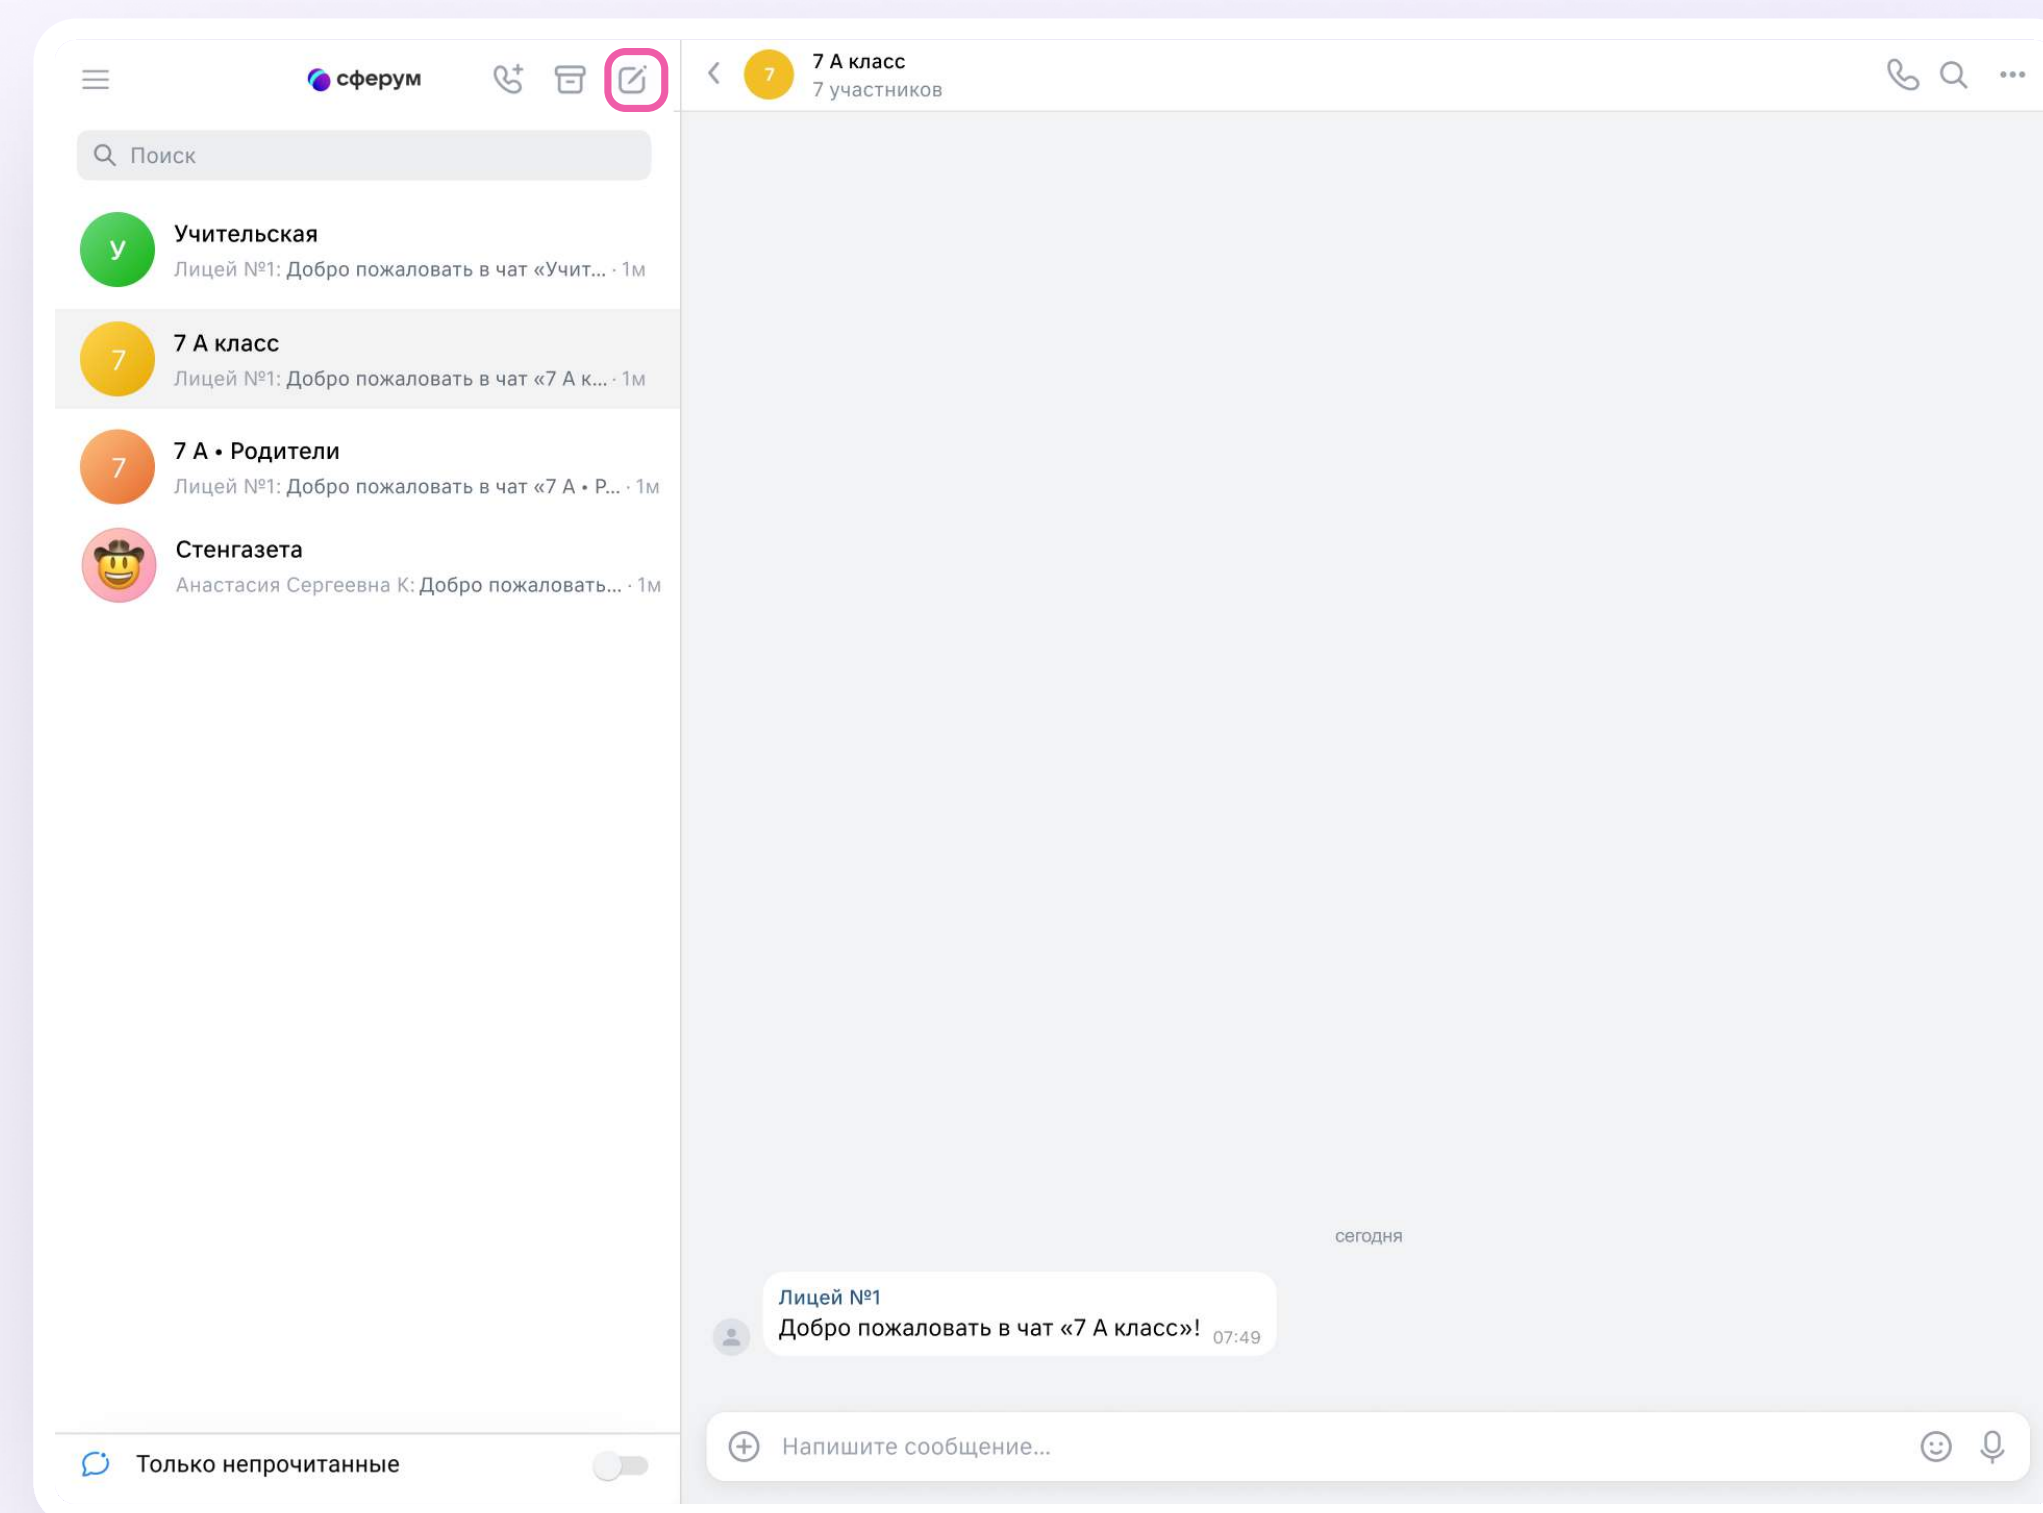 сферум
Поиск
У
Учительская
Лицей №1: Добро пожаловать в чат «Учит... · 1м
7
7 А класс
Лицей №1: Добро пожаловать в чат «7 А к... · 1м
7
7 А • Родители
Лицей №1: Добро пожаловать в чат «7 А • Р... · 1м
Стенгазета
Анастасия Сергеевна К: Добро пожаловать... · 1м
Только непрочитанные
7
7 А класс
7 участников
сегодня
Лицей №1
Добро пожаловать в чат «7 А класс»! 07:49
Напишите сообщение...